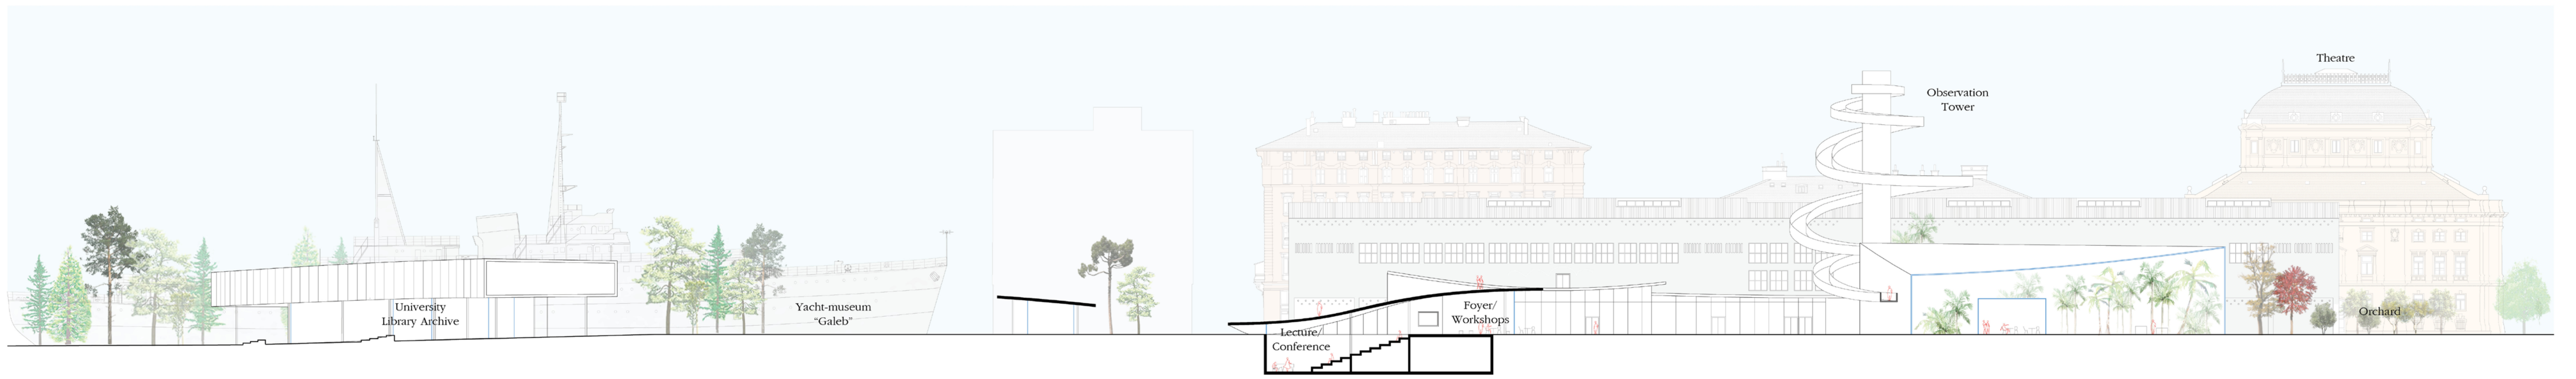 University
Library Archive
Yacht-museum
“Galeb”
Lecture/
Conference
Foyer/
Workshops
Observation
Tower
Theatre
Orchard